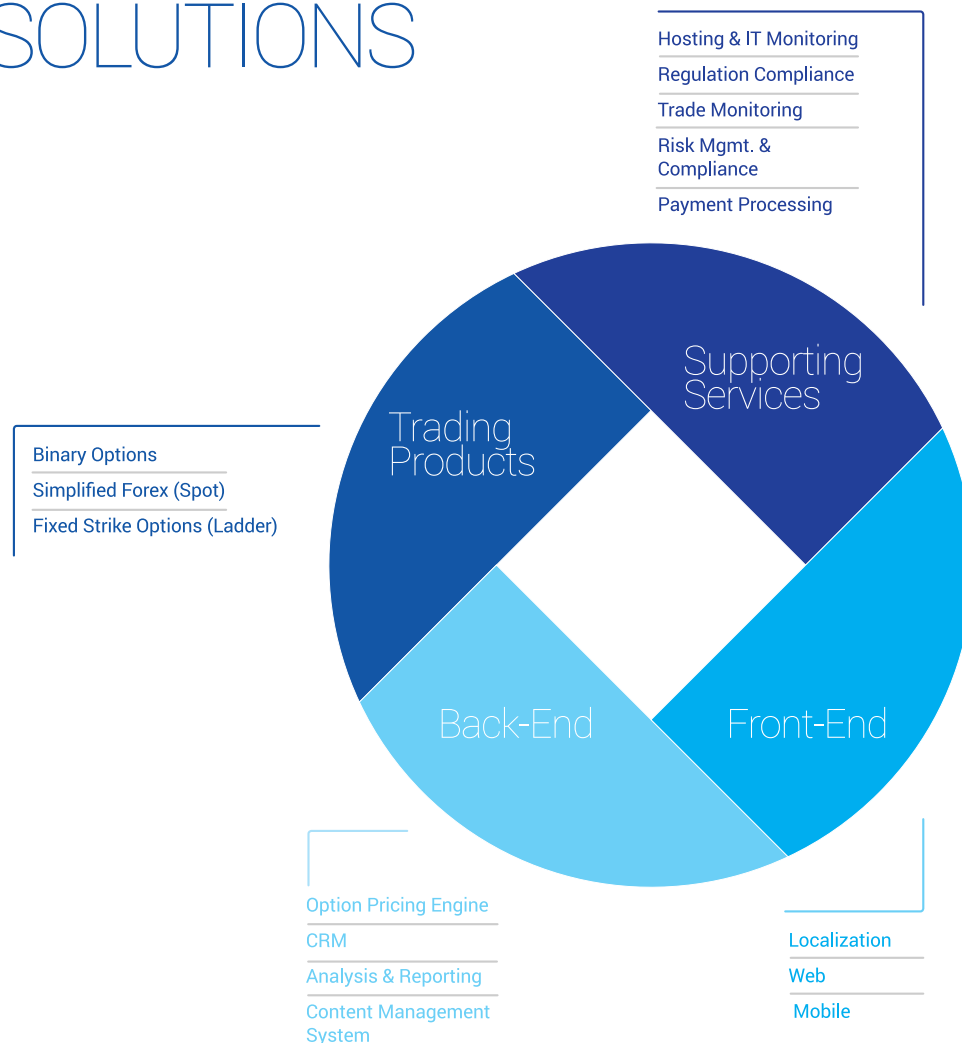 SOLUTIONS
Hosting & IT Monitoring
Regulation Compliance
Trade Monitoring
Risk Mgmt. &
Compliance
Payment Processing
Supporting
Services
Trading
Products
Binary Options
Simplified Forex (Spot)
Fixed Strike Options (Ladder)
Back-End
Front-End
Option Pricing Engine
CRM
Analysis & Reporting
Content Management
System
Localization
Web
Mobile